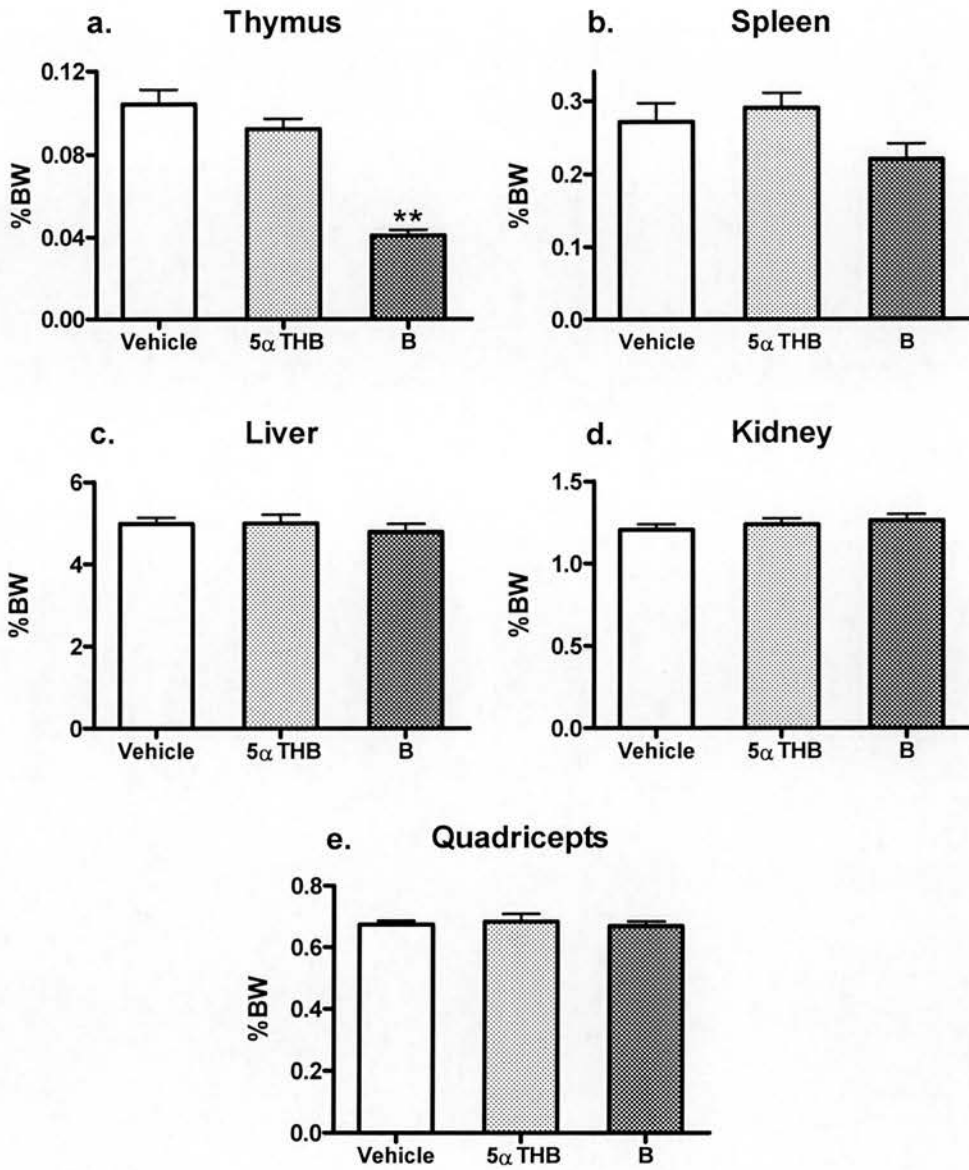 a. Thymus
%BW
0.12
0.08
0.04
0.00
**
Vehicle 5α THB B
b. Spleen
%BW
0.3
0.2
0.1
0.0
Vehicle 5α THB B
c. Liver
%BW
6
4
2
0
Vehicle 5α THB B
d. Kidney
%BW
1.5
1.0
0.5
0.0
Vehicle 5α THB B
e. Quadricepts
%BW
0.8
0.6
0.4
0.2
0.0
Vehicle 5α THB B